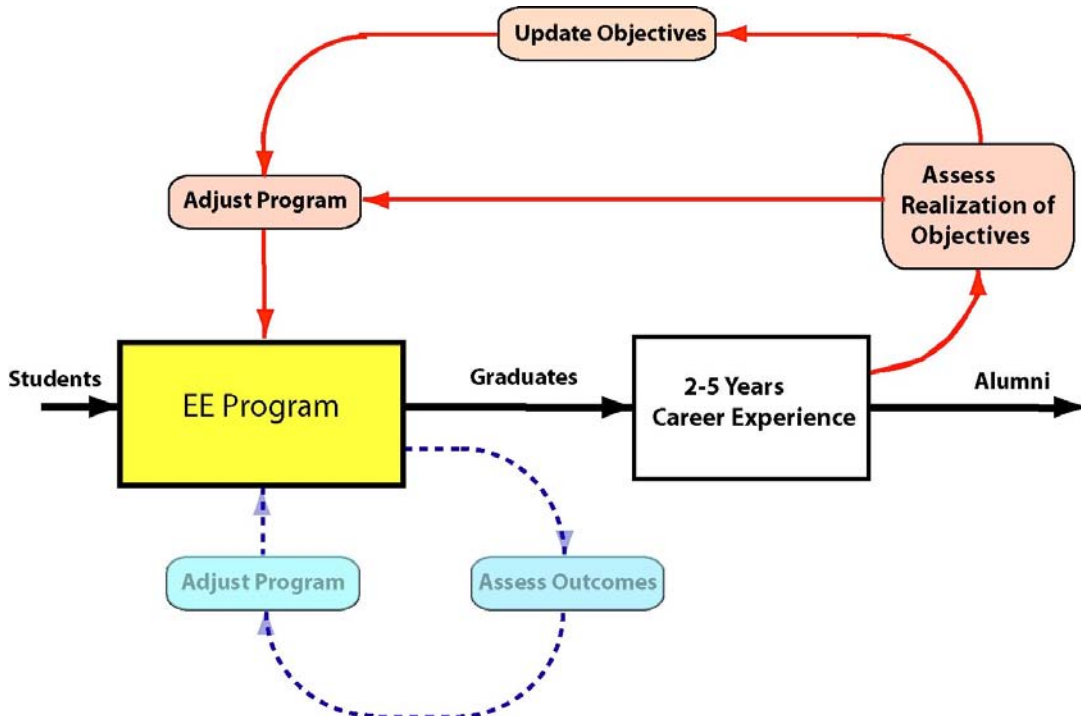 Update Objectives
Adjust Program
Assess
Realization of
Objectives
Students
EE Program
Graduates
2-5 Years
Career Experience
Alumni
Adjust Program
Assess Outcomes